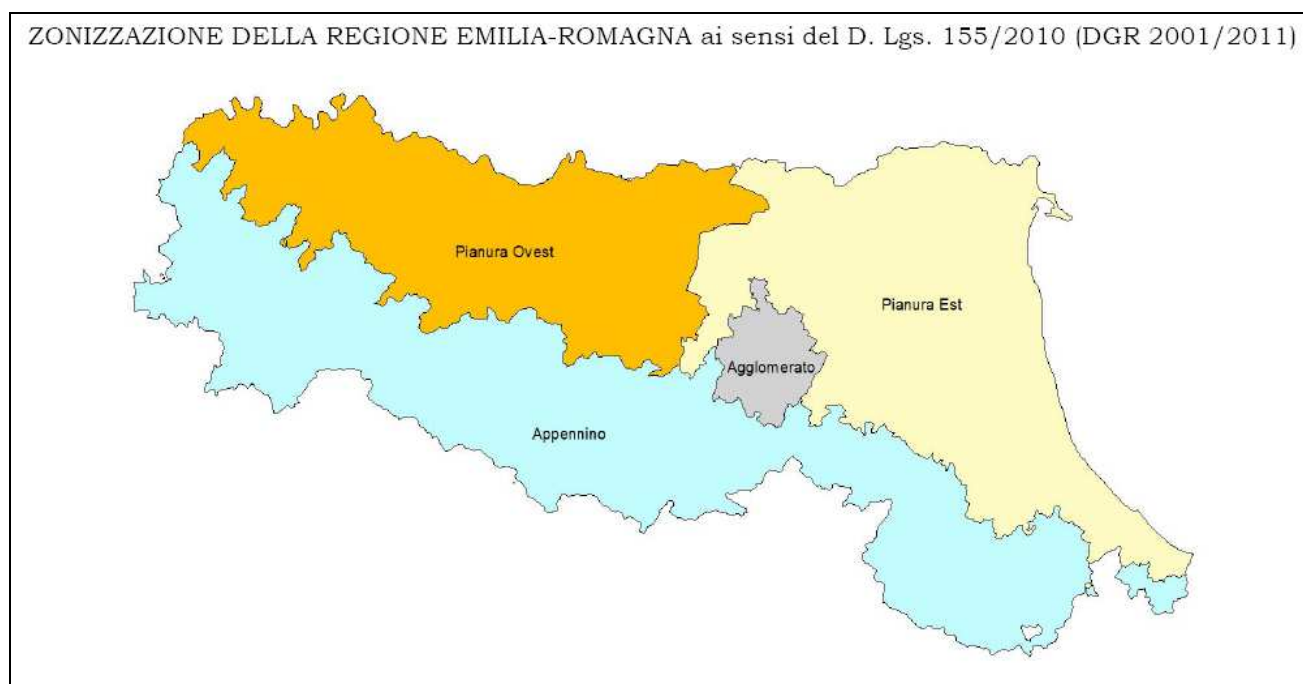 ZONIZZAZIONE DELLA REGIONE EMILIA-ROMAGNA ai sensi del D. Lgs. 155/2010 (DGR 2001/2011)
Pianura Ovest
Pianura Est
Agglomerato
Appennino